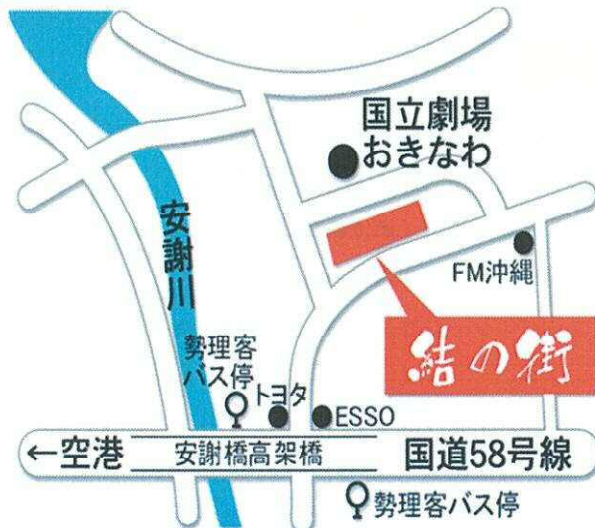 国立劇場
おきなわ
安謝川
FM沖縄
結の街
勢理客
バス停
トヨタ
ESSO
←空港
安謝橋高架橋
国道58号線
勢理客バス停